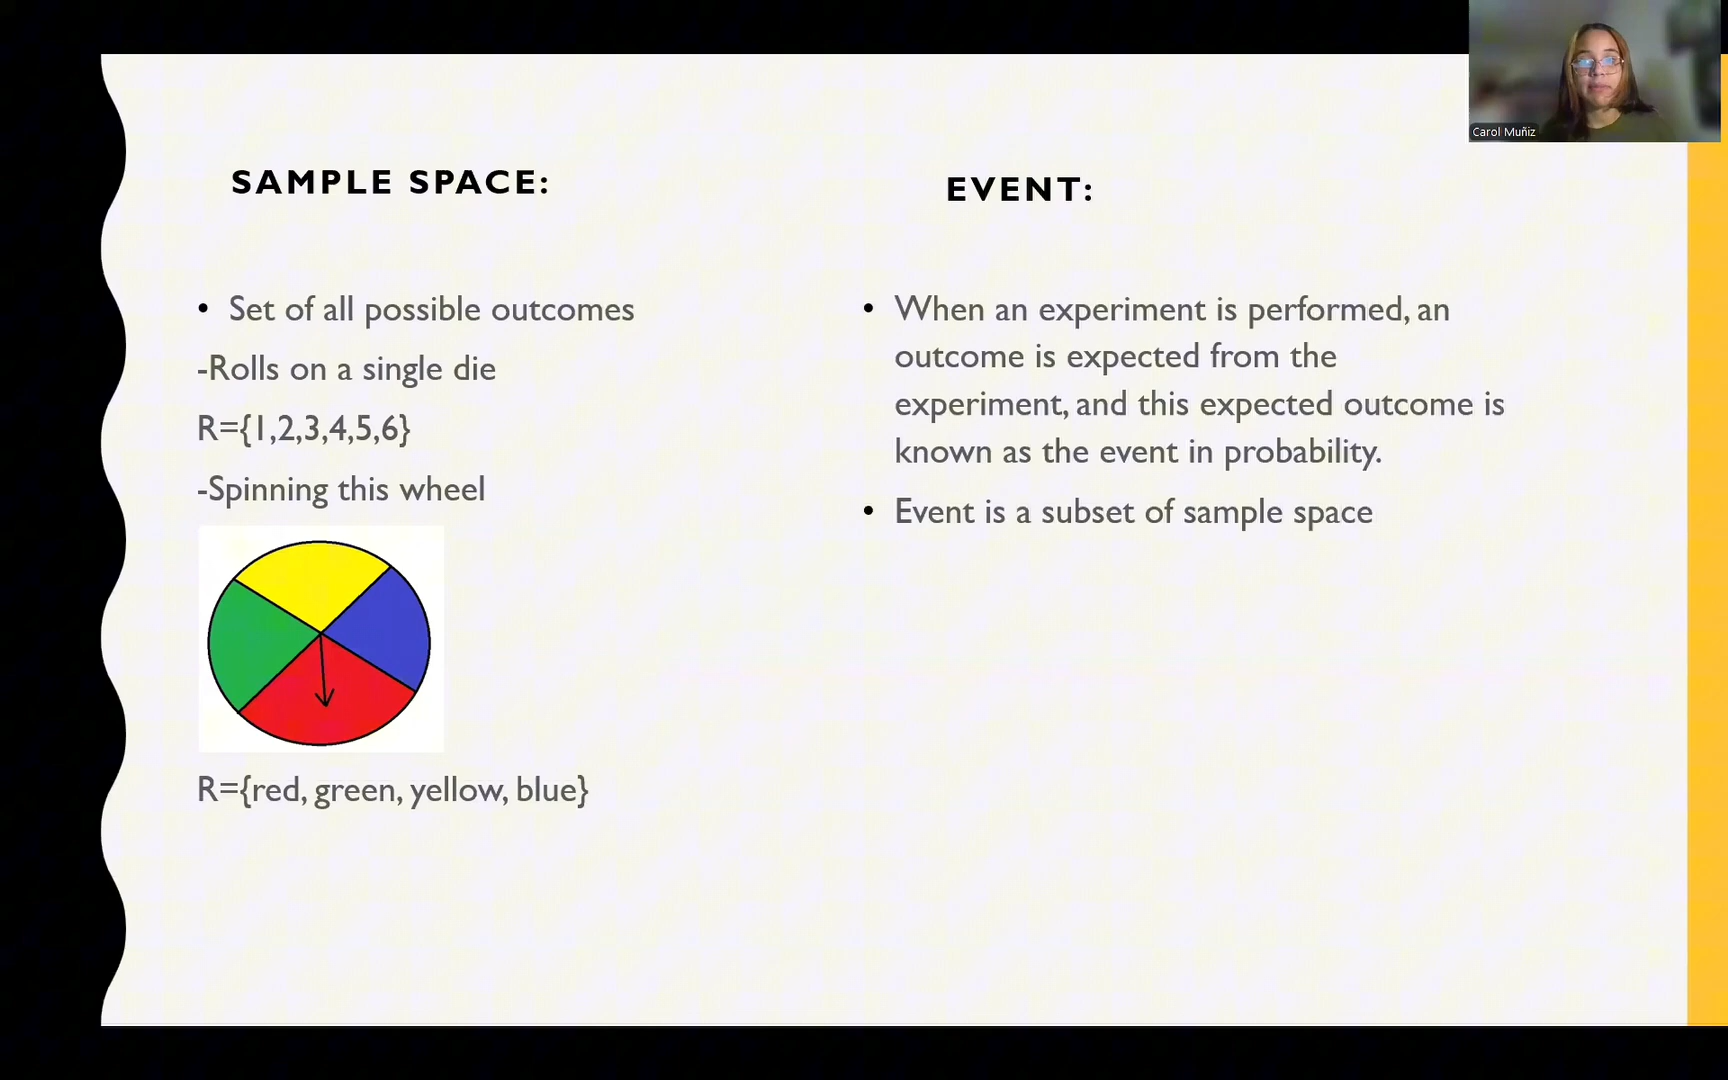 Carol Muñiz
SAMPLE SPACE:
• Set of all possible outcomes
-Rolls on a single die
R={1,2,3,4,5,6}
-Spinning this wheel
R={red, green, yellow, blue}
EVENT:
• When an experiment is performed, an
outcome is expected from the
experiment, and this expected outcome is
known as the event in probability.
• Event is a subset of sample space